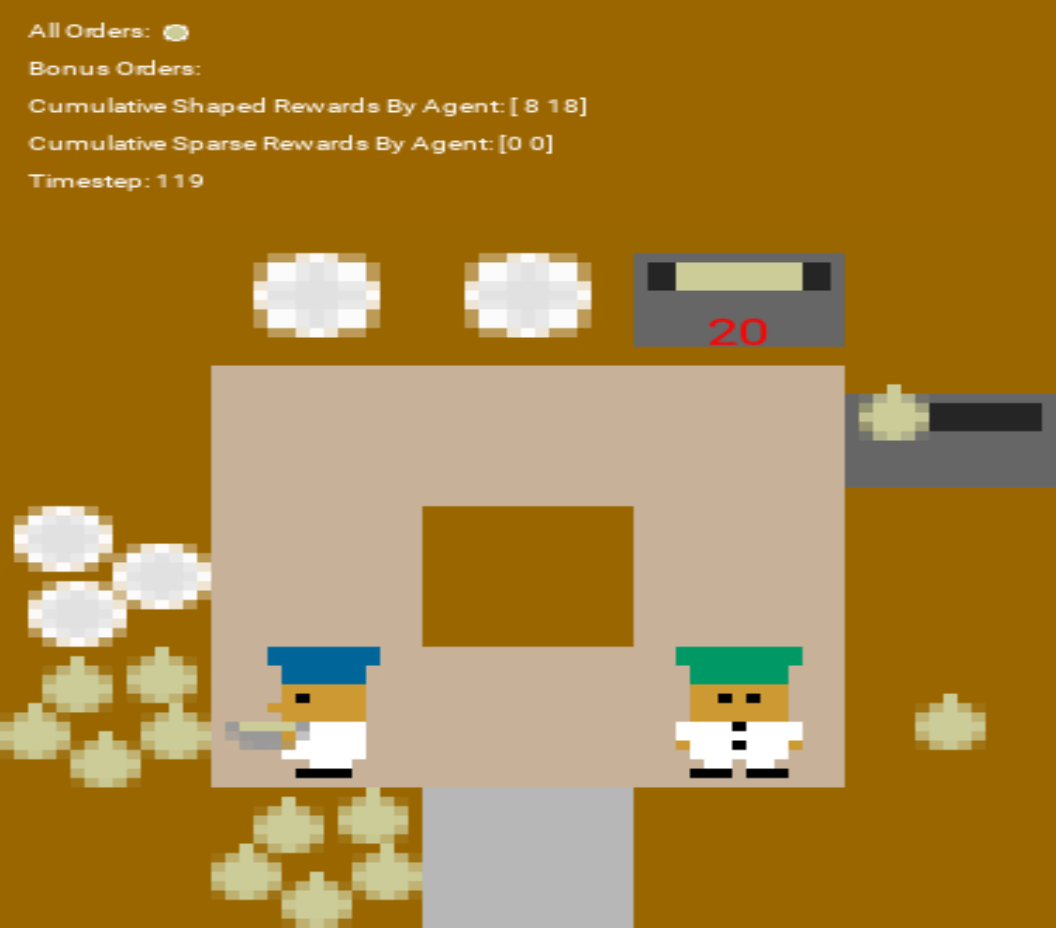 All Orders:
Bonus Orders:
Cumulative Shaped Rewards By Agent: [ 8 18]
Cumulative Sparse Rewards By Agent: [0 0]
Timestep: 119
20